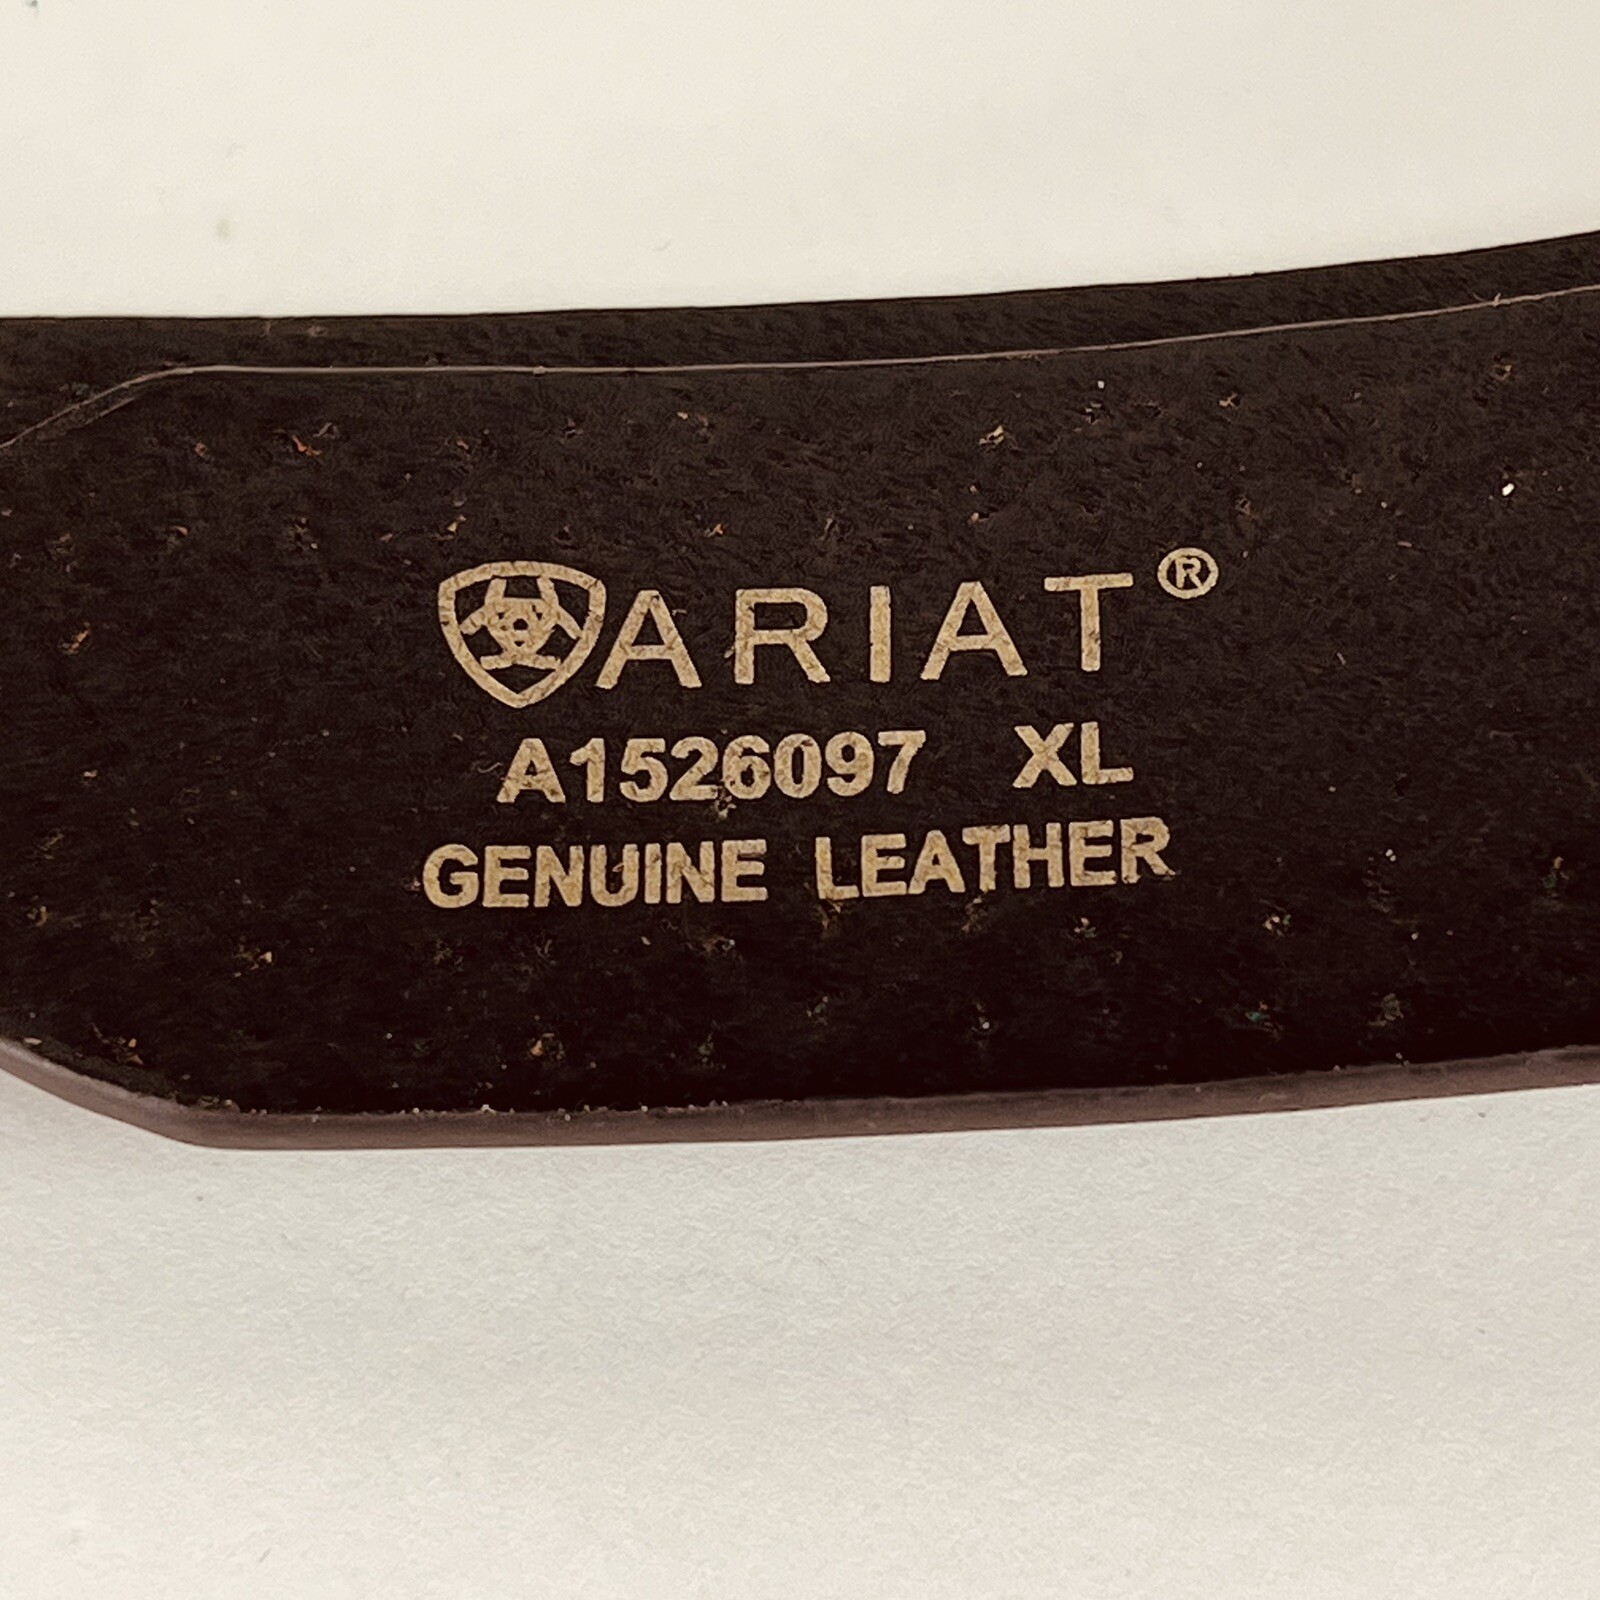 ARIAT®
A1526097 XL
GENUINE LEATHER